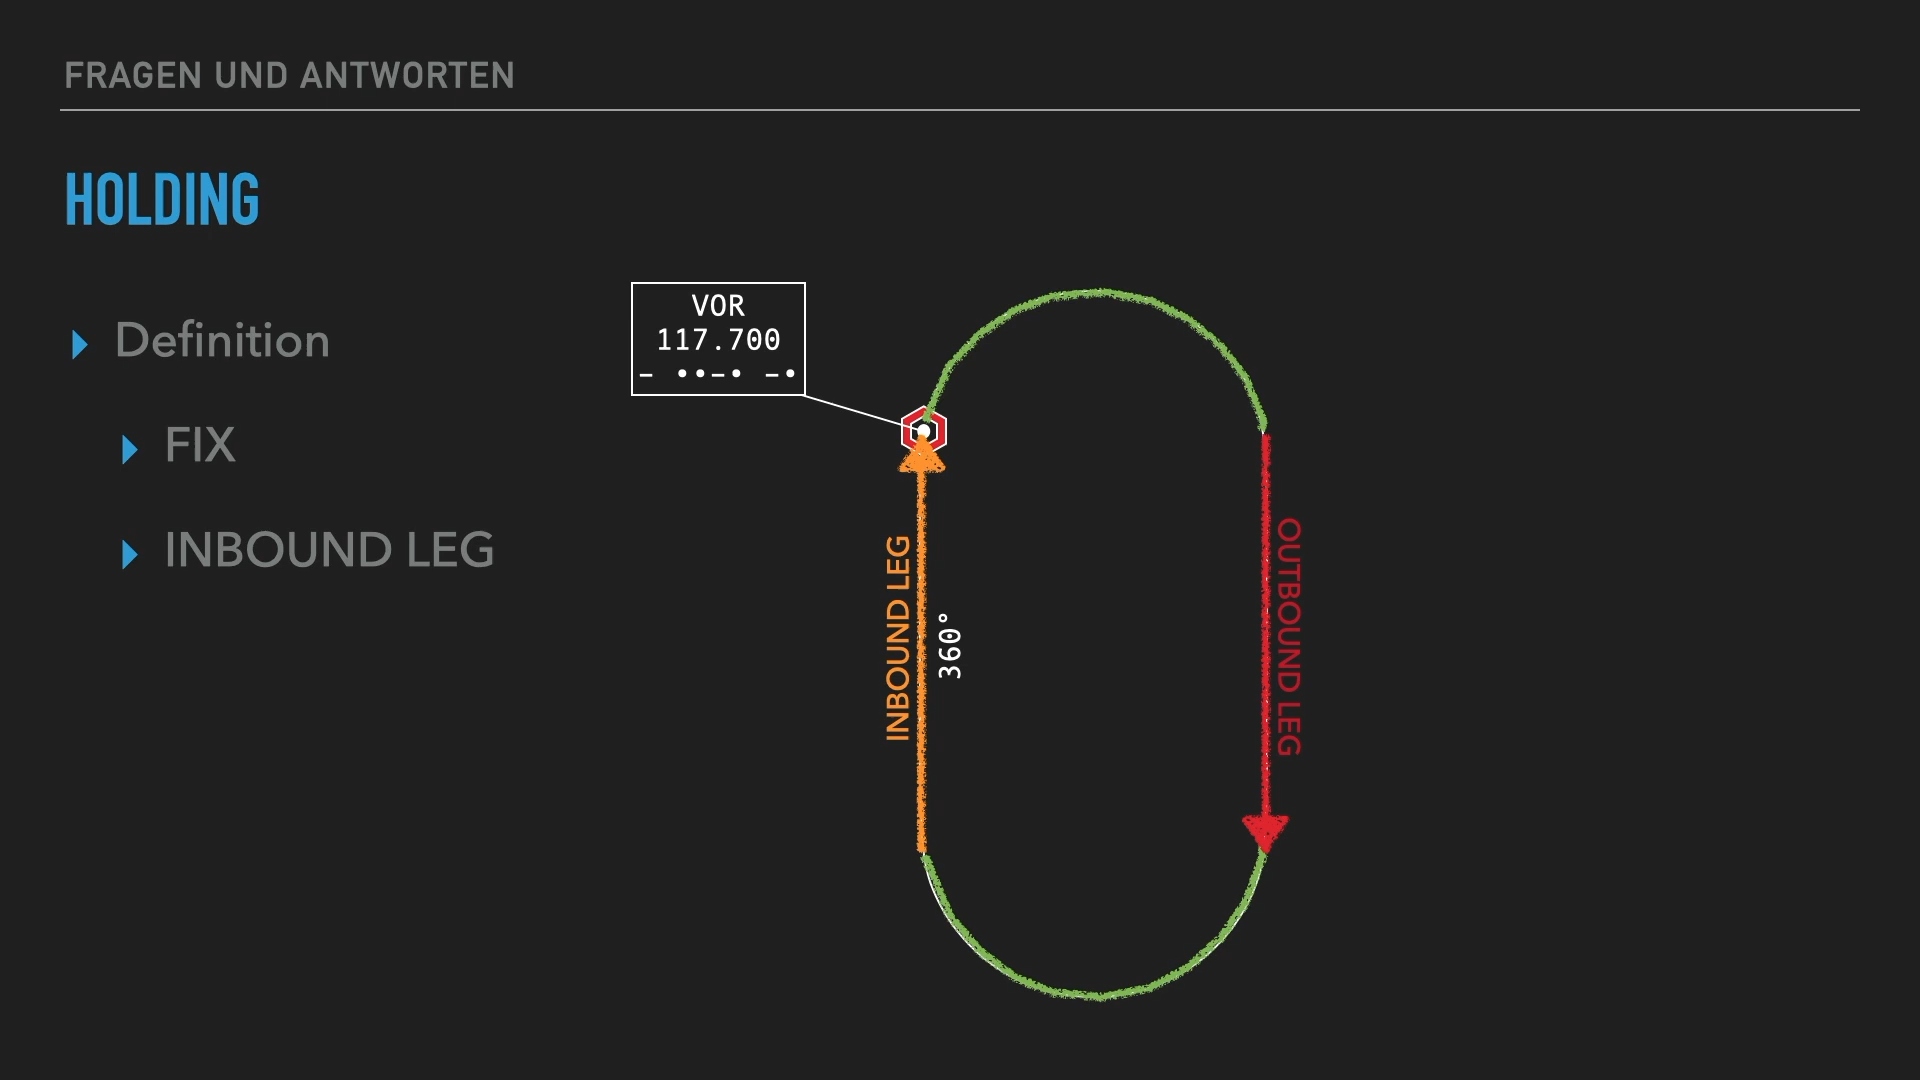 FRAGEN UND ANTWORTEN
HOLDING
Definition
FIX
INBOUND LEG
VOR
117.700
– ••–• –•
INBOUND LEG
360°
OUTBOUND LEG